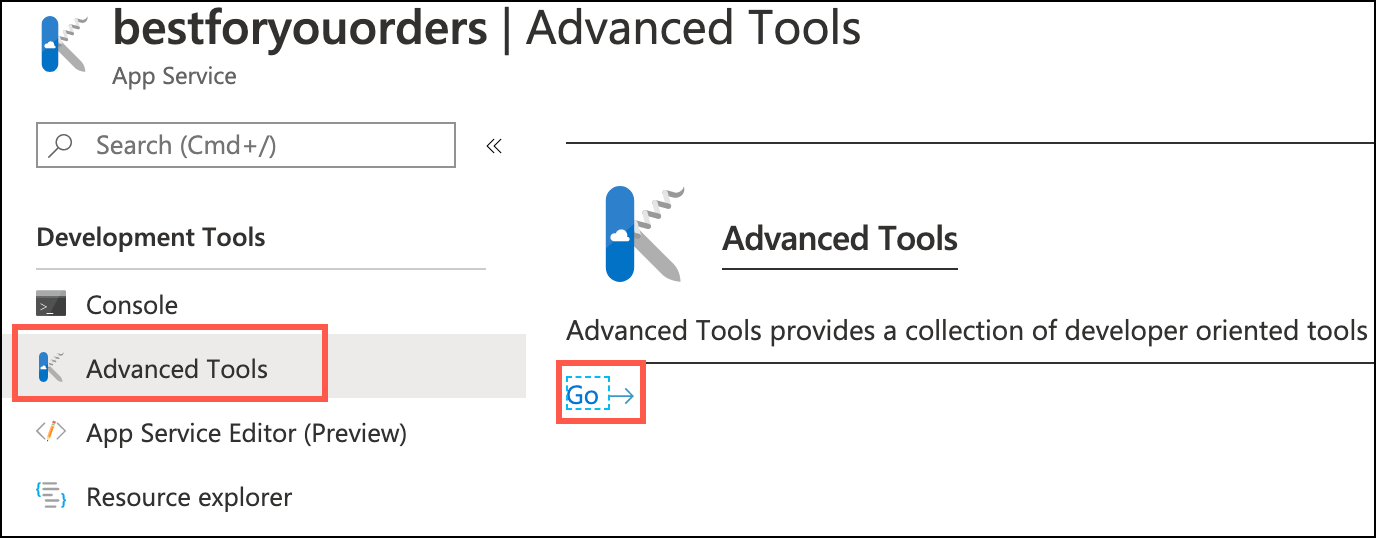 bestforyouorders | Advanced Tools
App Service
Search (Cmd+/)
«
Development Tools
Console
Advanced Tools
App Service Editor (Preview)
Resource explorer
Advanced Tools
Advanced Tools provides a collection of developer oriented tools
Go →